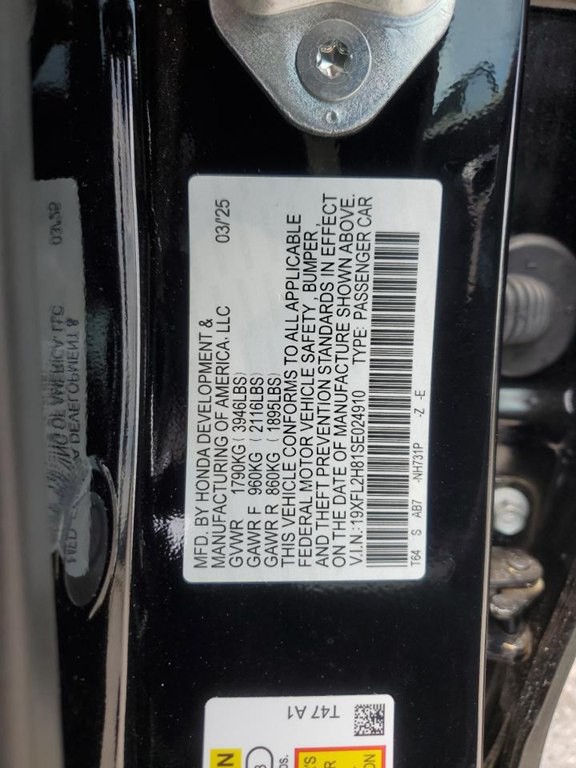 MFD. BY HONDA DEVELOPMENT &
MANUFACTURING OF AMERICA, LLC 03/25
GVWR 1790KG (3946LBS)
GAWR F 960KG (2116LBS)
GAWR R 860KG (1895LBS)
THIS VEHICLE CONFORMS TO ALL APPLICABLE
FEDERAL MOTOR VEHICLE SAFETY, BUMPER,
AND THEFT PREVENTION STANDARDS IN EFFECT
ON THE DATE OF MANUFACTURE SHOWN ABOVE.
V.I.N.:19XFL2H81SE024910 TYPE: PASSENGER CAR
T64 S AB7 -NH731P -Z -E
T47 A1